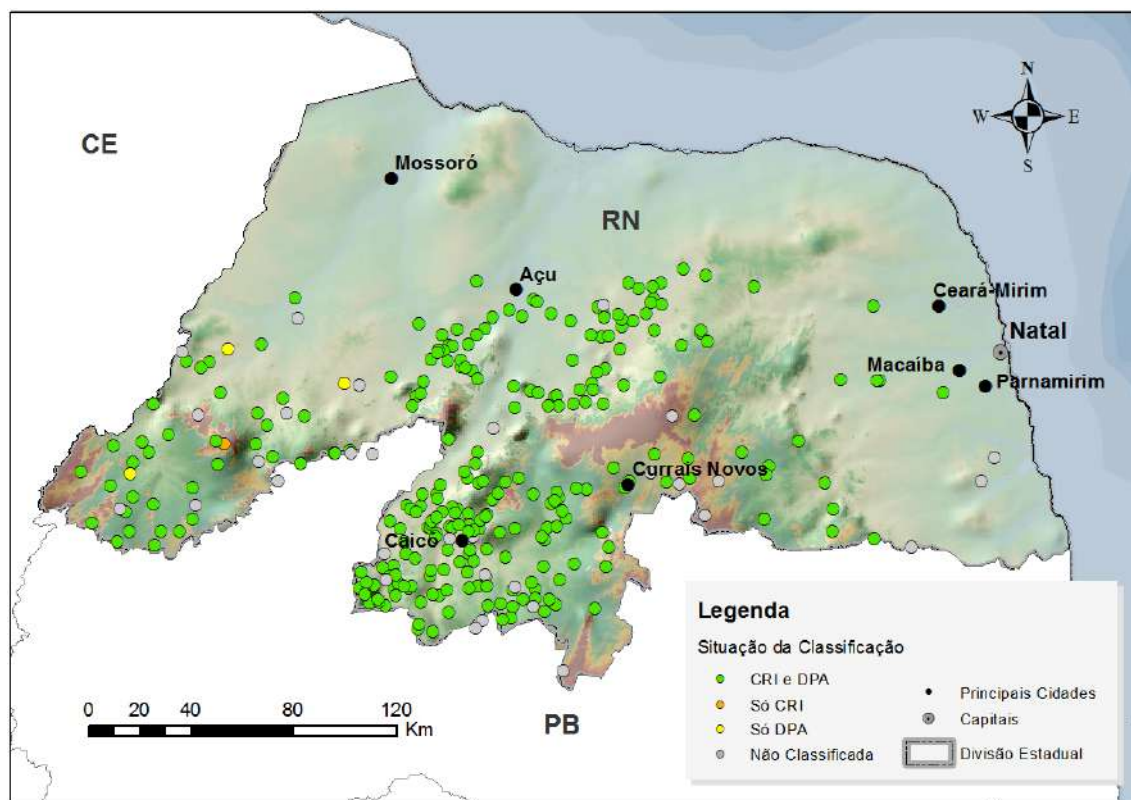 N
W E
S
CE
Mossoró
RN
Açu
Ceará-Mirim
Natal
Macaíba
Parnamirim
Currais Novos
Caicó
PB
0 20 40 80 120
Km
Legenda
Situação da Classificação
CRI e DPA
Só CRI
Só DPA
Não Classificada
Principais Cidades
Capitais
Divisão Estadual